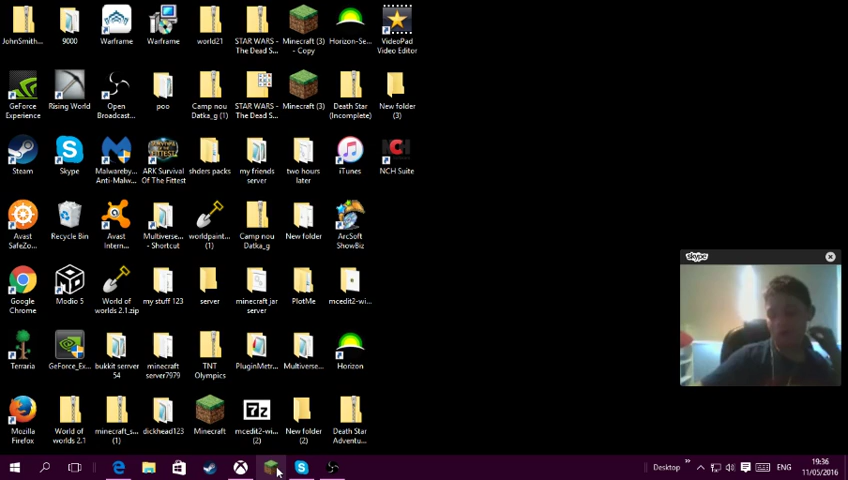 JohnSmith...
9000
Warframe
Warframe
world21
STAR WARS -
The Dead S...
Minecraft (3)
- Copy
Horizon-Se...
VideoPad
Video Editor
GeForce
Experience
Rising World
Open
Broadcast...
poo
Camp nou
Datka_g (1)
STAR WARS -
The Dead S...
Minecraft (3)
Death Star
(Incomplete)
New folder
(3)
Steam
Skype
Malwareby...
Anti-Malw...
ARK Survival
Of The Fittest
shders packs
my friends
server
two hours
later
iTunes
NCH Suite
Avast
SafeZo...
Recycle Bin
Avast
Intern...
Multiverse...
- Shortcut
worldpaint...
(1)
Camp nou
Datka_g
New folder
ArcSoft
ShowBiz
Google
Chrome
Modio 5
World of
worlds 2.1.zip
my stuff 123
server
minecraft jar
server
PlotMe
mcedit2-wi...
Terraria
GeForce_Ex...
bukkit server
54
minecraft
server7979
TNT
Olympics
PluginMetr...
Multiverse...
Horizon
Mozilla
Firefox
World of
worlds 2.1
minecraft_s...
(1)
dickhead123
Minecraft
7z
mcedit2-wi...
(2)
New folder
(2)
Death Star
Adventu...
skype
Desktop
»
ENG
19:36
11/05/2016